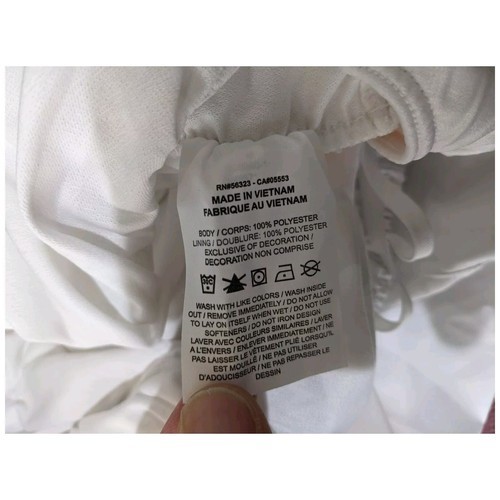 RN#56323 - CA#05553
MADE IN VIETNAM
FABRIQUE AU VIETNAM
BODY / CORPS: 100% POLYESTER
LINING / DOUBLURE: 100% POLYESTER
EXCLUSIVE OF DECORATION /
DECORATION NON COMPRISE
WASH WITH LIKE COLORS / WASH INSIDE
OUT / REMOVE IMMEDIATELY / DO NOT ALLOW
TO LAY ON ITSELF WHEN WET / DO NOT USE
SOFTENERS / DO NOT IRON DESIGN
LAVER AVEC COULEURS SIMILAIRES / LAVER
A L'ENVERS / ENLEVER IMMÉDIATEMENT / NE
PAS LAISSER LE VÊTEMENT PLIÉ LORSQU'IL
EST MOUILLÉ / NE PAS UTILISER
D'ADOUCISSEUR / NE PAS REPASSER LE
DESSIN